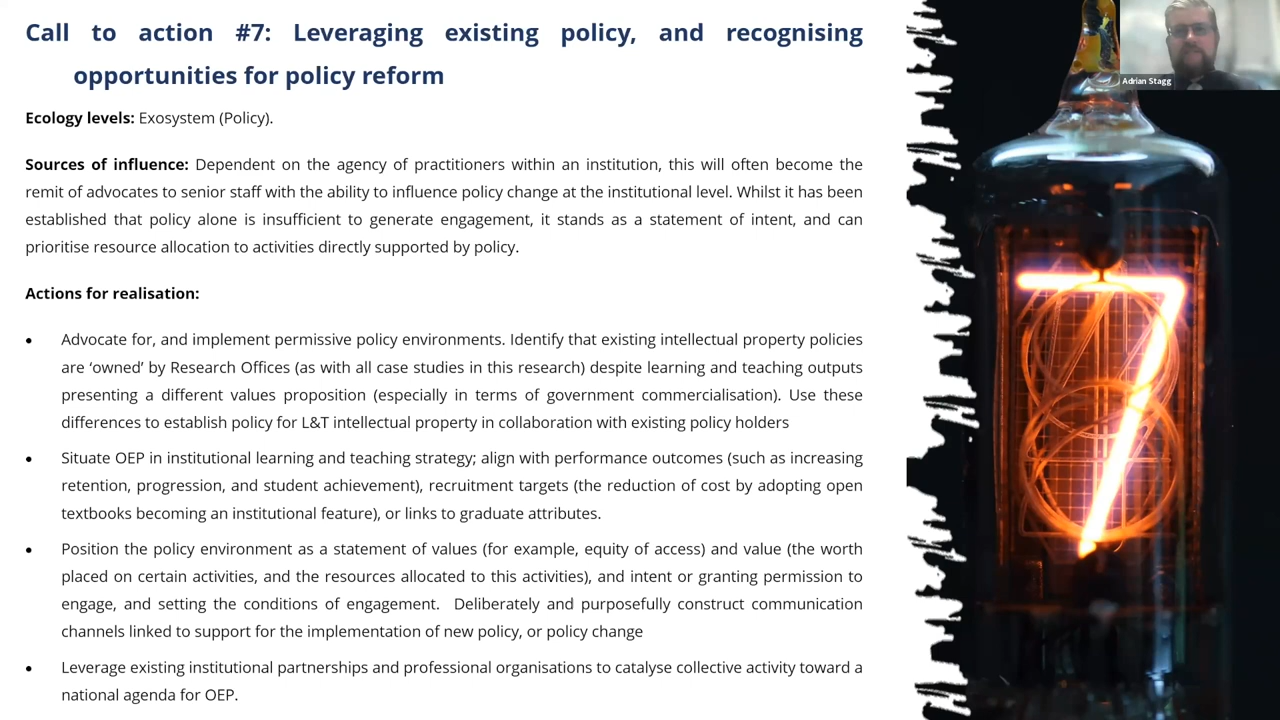 Call to action #7: Leveraging existing policy, and recognising
opportunities for policy reform
Adrian Stagg
Ecology levels: Exosystem (Policy).
Sources of influence: Dependent on the agency of practitioners within an institution, this will often become the
remit of advocates to senior staff with the ability to influence policy change at the institutional level. Whilst it has been
established that policy alone is insufficient to generate engagement, it stands as a statement of intent, and can
prioritise resource allocation to activities directly supported by policy.
Actions for realisation:
• Advocate for, and implement permissive policy environments. Identify that existing intellectual property policies
are ‘owned’ by Research Offices (as with all case studies in this research) despite learning and teaching outputs
presenting a different values proposition (especially in terms of government commercialisation). Use these
differences to establish policy for L&T intellectual property in collaboration with existing policy holders
• Situate OEP in institutional learning and teaching strategy; align with performance outcomes (such as increasing
retention, progression, and student achievement), recruitment targets (the reduction of cost by adopting open
textbooks becoming an institutional feature), or links to graduate attributes.
• Position the policy environment as a statement of values (for example, equity of access) and value (the worth
placed on certain activities, and the resources allocated to this activities), and intent or granting permission to
engage, and setting the conditions of engagement. Deliberately and purposefully construct communication
channels linked to support for the implementation of new policy, or policy change
• Leverage existing institutional partnerships and professional organisations to catalyse collective activity toward a
national agenda for OEP.
7